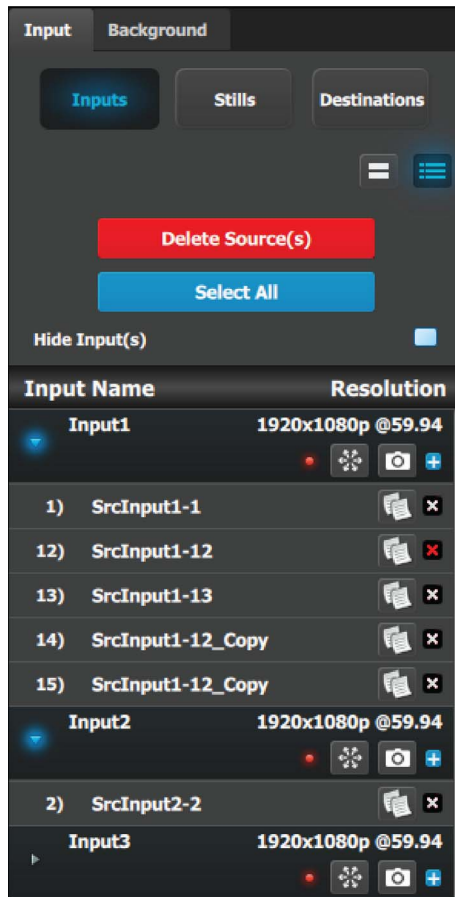 Input Background
Inputs Stills Destinations
Delete Source(s)
Select All
Hide Input(s)
Input Name Resolution
Input1 1920x1080p @59.94
1) SrcInput1-1
12) SrcInput1-12
13) SrcInput1-13
14) SrcInput1-12_Copy
15) SrcInput1-12_Copy
Input2 1920x1080p @59.94
2) SrcInput2-2
Input3 1920x1080p @59.94